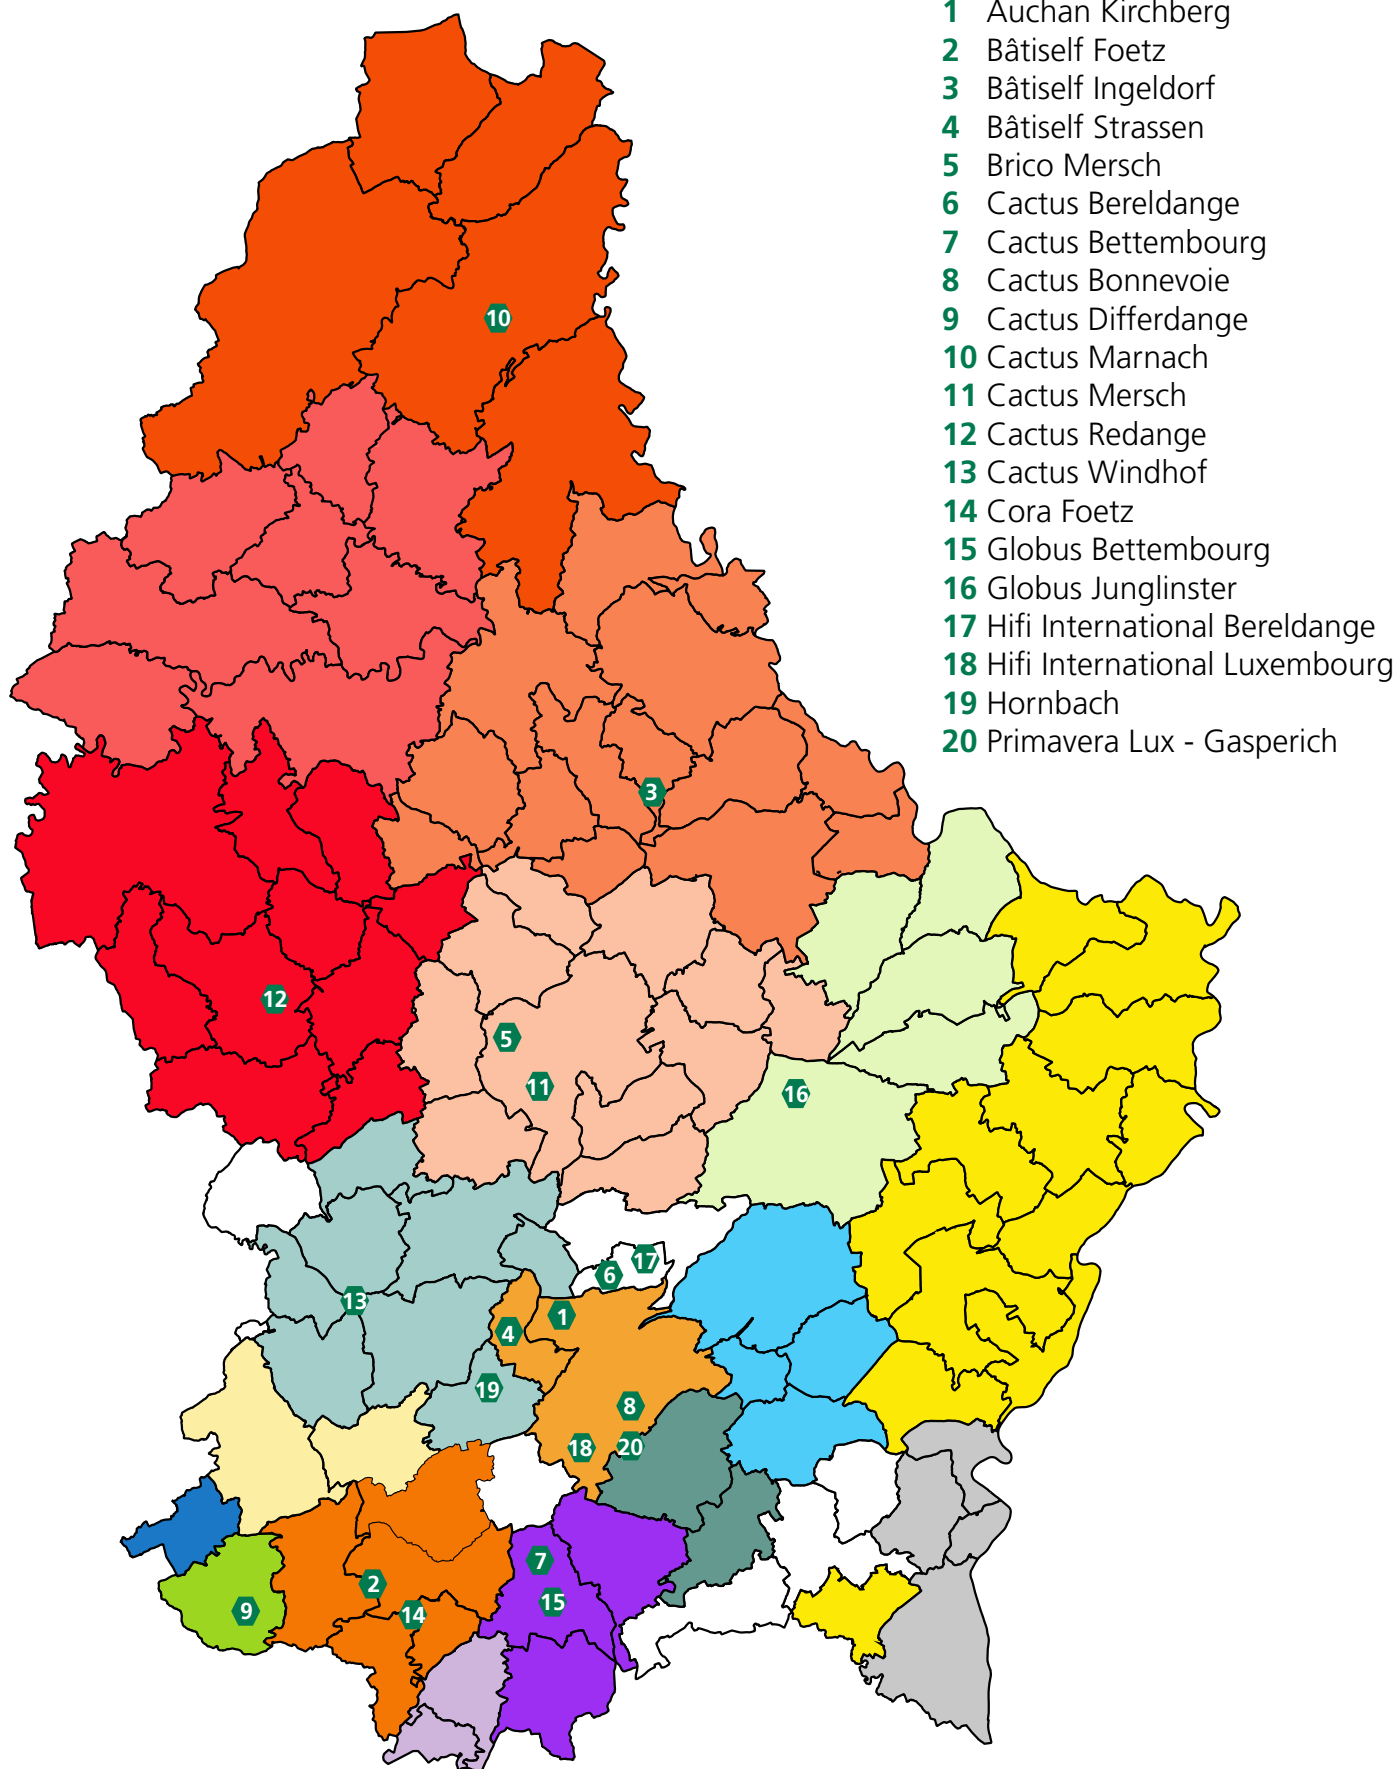 1 Auchan Kirchberg
2 Bâtiself Foetz
3 Bâtiself Ingeldorf
4 Bâtiself Strassen
5 Brico Mersch
6 Cactus Bereldange
7 Cactus Bettembourg
8 Cactus Bonnevoie
9 Cactus Differdange
10 Cactus Marnach
11 Cactus Mersch
12 Cactus Redange
13 Cactus Windhof
14 Cora Foetz
15 Globus Bettembourg
16 Globus Junglinster
17 Hifi International Bereldange
18 Hifi International Luxembourg
19 Hornbach
20 Primavera Lux - Gasperich
10
3
12
5
11
16
17
6
13
1
4
19
8
18
20
7
2
15
9
14